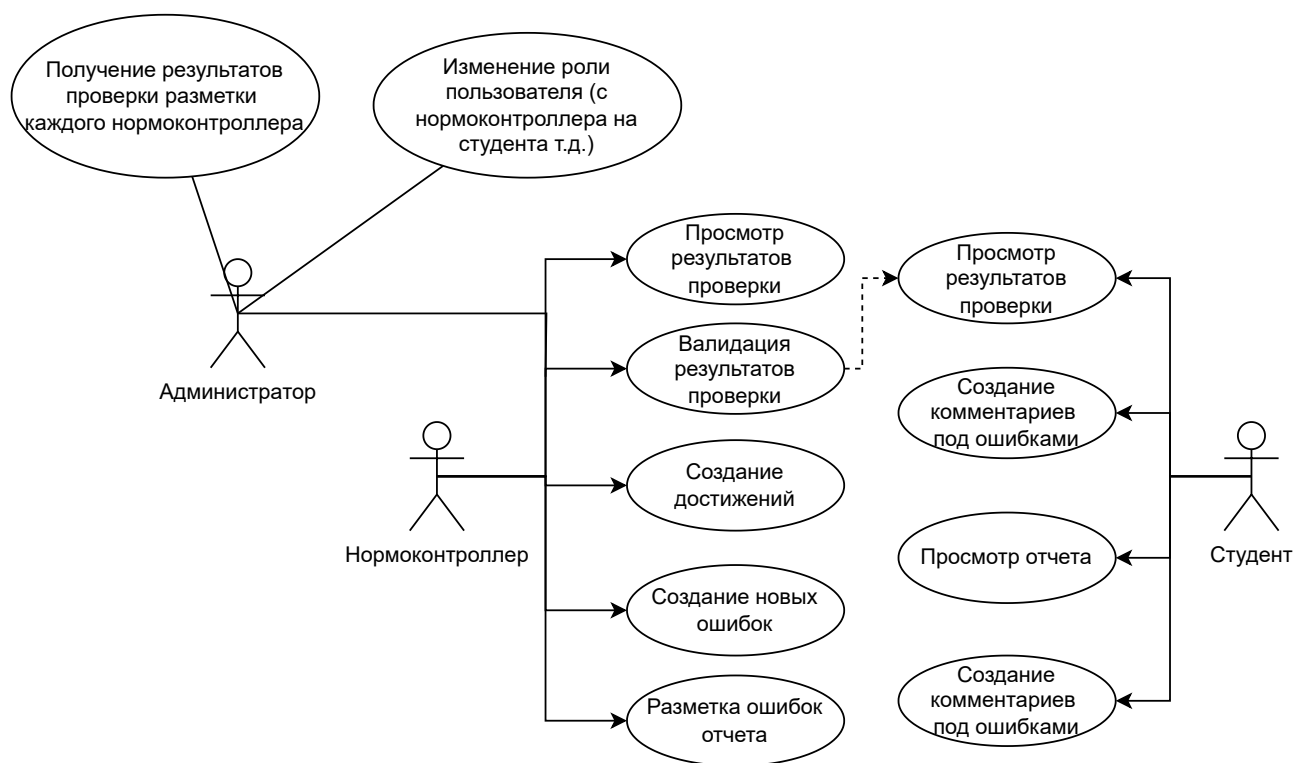 Получение результатов
проверки разметки
каждого нормоконтроллера
Изменение роли
пользователя (с
нормоконтроллера на
студента т.д.)
Администратор
Просмотр
результатов
проверки
Валидация
результатов
проверки
Создание
достижений
Создание новых
ошибок
Разметка ошибок
отчета
Нормоконтроллер
Просмотр
результатов
проверки
Создание
комментариев
под ошибками
Просмотр отчета
Создание
комментариев
под ошибками
Студент